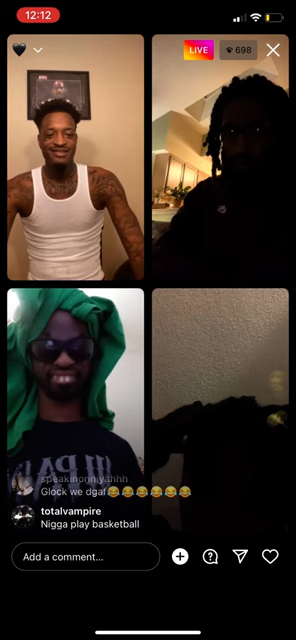 12:12
LIVE
698
speakinonniyahhh
Glock we dgaf😂😂😂😂😂😂
totalvampire
Nigga play basketball
Add a comment...